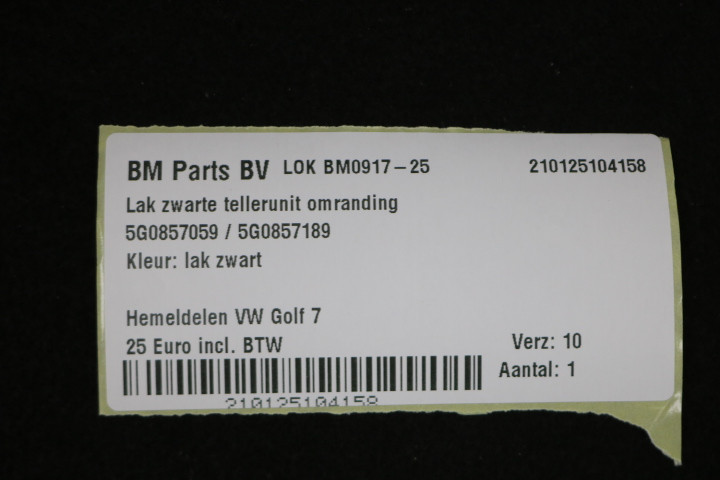 BM Parts BV LOK BM0917-25 210125104158
Lak zwarte tellerunit omranding
5G0857059 / 5G0857189
Kleur: lak zwart
Hemeldelen VW Golf 7
25 Euro incl. BTW Verz: 10
Aantal: 1
210125104158